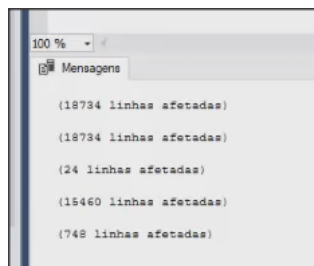 100 %
Mensagens
(18734 linhas afetadas)
(18734 linhas afetadas)
(24 linhas afetadas)
(15460 linhas afetadas)
(748 linhas afetadas)